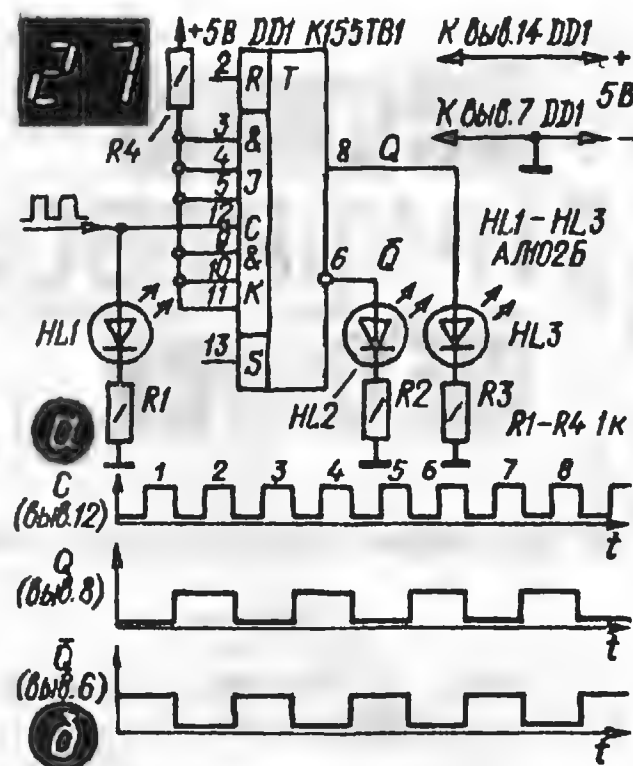 27
+5В DD1 К155ТВ1
К выв.14 DD1
+
5В
К выв.7 DD1
−
R4
2 R T
3 &
4 J
5
12 C
9 &
10 K
11
13 S
8 Q
6 Q̄
HL1-HL3
АЛ102Б
HL1
HL2
HL3
R1
R2
R3
R1-R4 1к
а
C
(выв.12)
1 2 3 4 5 6 7 8
t
Q
(выв.8)
t
Q̄
(выв.6)
t
б